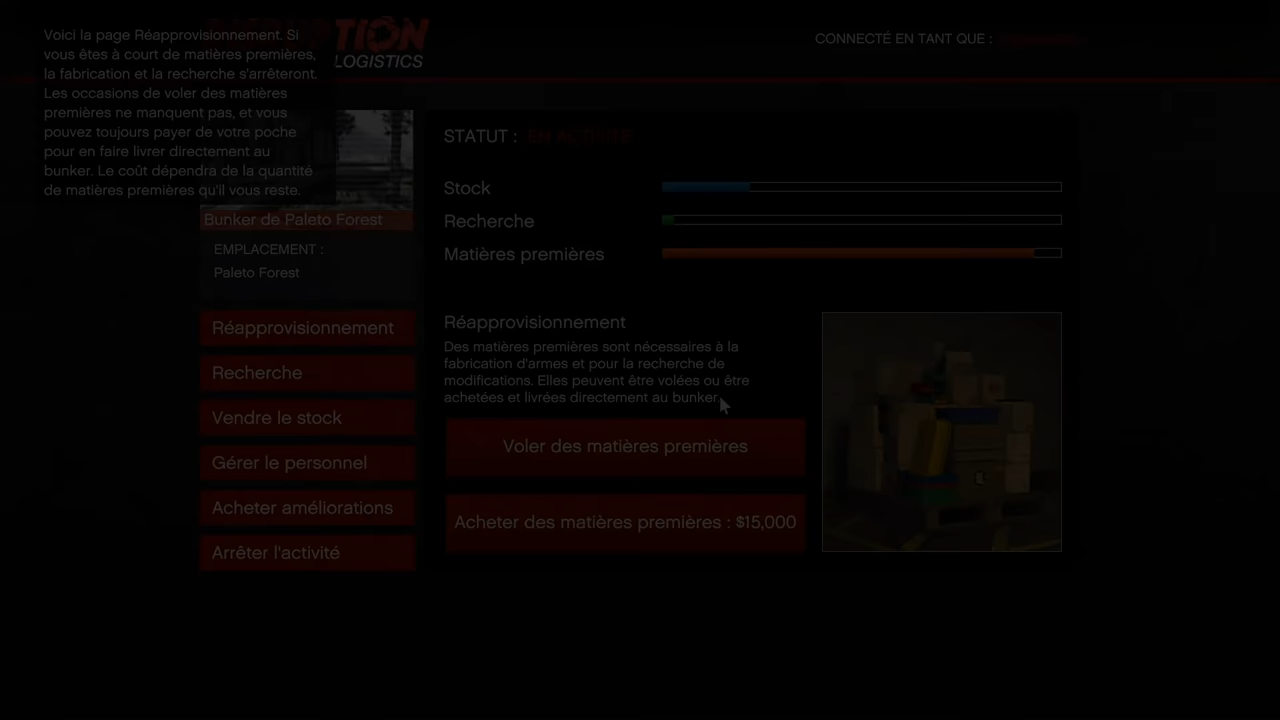 Voici la page Réapprovisionnement. Si
vous êtes à court de matières premières,
la fabrication et la recherche s'arrêteront.
Les occasions de voler des matières
premières ne manquent pas, et vous
pouvez toujours payer de votre poche
pour en faire livrer directement au
bunker. Le coût dépendra de la quantité
de matières premières qu'il vous reste.
LOGISTICS
CONNECTÉ EN TANT QUE :
Bunker de Paleto Forest
EMPLACEMENT :
Paleto Forest
Réapprovisionnement
Recherche
Vendre le stock
Gérer le personnel
Acheter améliorations
Arrêter l'activité
STATUT : EN ACTIVITÉ
Stock
Recherche
Matières premières
Réapprovisionnement
Des matières premières sont nécessaires à la
fabrication d'armes et pour la recherche de
modifications. Elles peuvent être volées ou être
achetées et livrées directement au bunker.
Voler des matières premières
Acheter des matières premières : $15,000